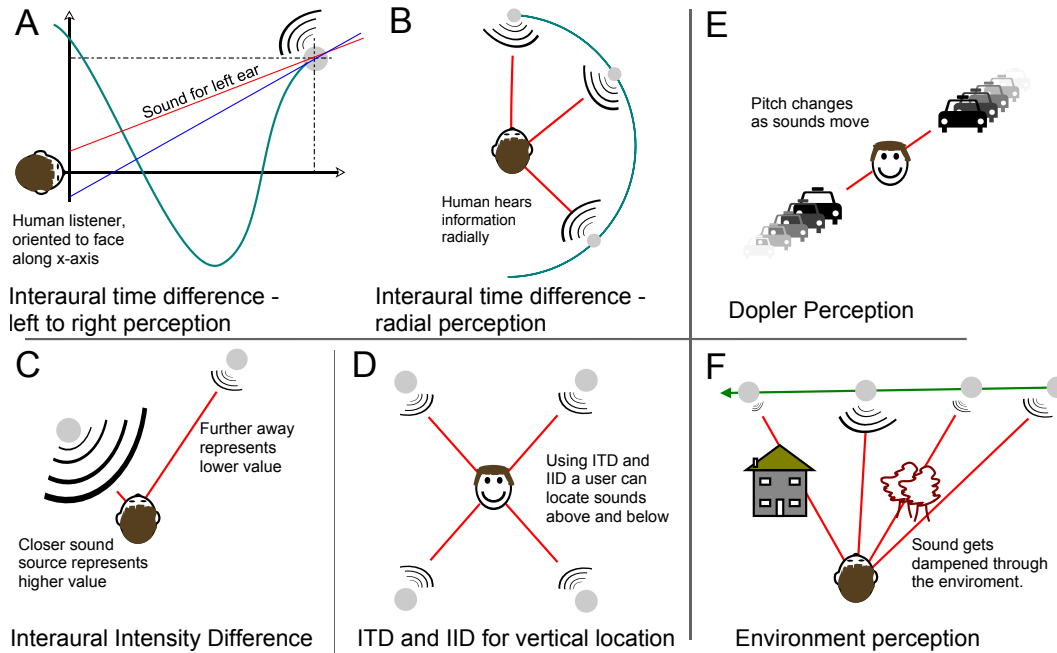 A
Sound for left ear
Human listener,
oriented to face
along x-axis
Interaural time difference -
left to right perception
B
Human hears
information
radially
Interaural time difference -
radial perception
E
Pitch changes
as sounds move
Dopler Perception
C
Further away
represents
lower value
Closer sound
source represents
higher value
Interaural Intensity Difference
D
Using ITD and
IID a user can
locate sounds
above and below
ITD and IID for vertical location
F
Sound gets
dampened through
the enviroment.
Environment perception